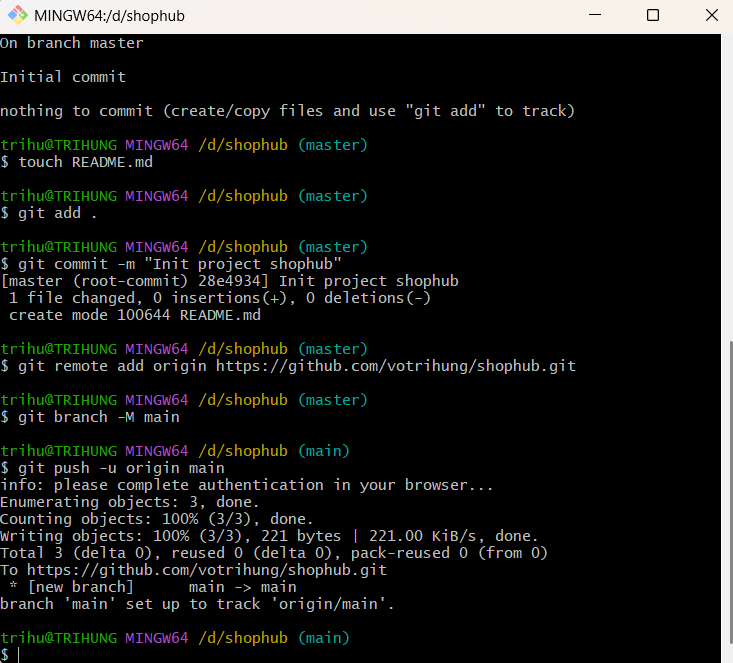 MINGW64:/d/shophub
On branch master
Initial commit
nothing to commit (create/copy files and use "git add" to track)
trihu@TRIHUNG MINGW64 /d/shophub (master)
$ touch README.md
trihu@TRIHUNG MINGW64 /d/shophub (master)
$ git add .
trihu@TRIHUNG MINGW64 /d/shophub (master)
$ git commit -m "Init project shophub"
[master (root-commit) 28e4934] Init project shophub
 1 file changed, 0 insertions(+), 0 deletions(-)
 create mode 100644 README.md
trihu@TRIHUNG MINGW64 /d/shophub (master)
$ git remote add origin https://github.com/votrihung/shophub.git
trihu@TRIHUNG MINGW64 /d/shophub (master)
$ git branch -M main
trihu@TRIHUNG MINGW64 /d/shophub (main)
$ git push -u origin main
info: please complete authentication in your browser...
Enumerating objects: 3, done.
Counting objects: 100% (3/3), done.
Writing objects: 100% (3/3), 221 bytes | 221.00 KiB/s, done.
Total 3 (delta 0), reused 0 (delta 0), pack-reused 0 (from 0)
To https://github.com/votrihung/shophub.git
 * [new branch]      main -> main
branch 'main' set up to track 'origin/main'.
trihu@TRIHUNG MINGW64 /d/shophub (main)
$